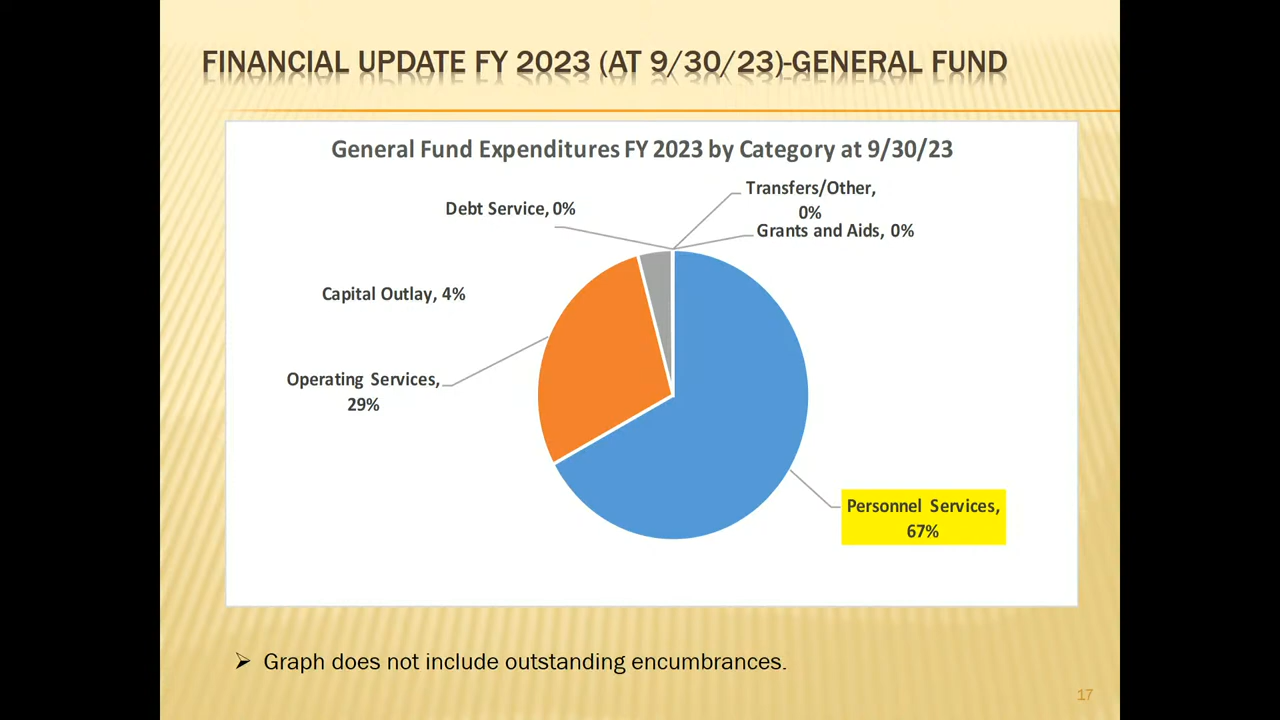 FINANCIAL UPDATE FY 2023 (AT 9/30/23)-GENERAL FUND
General Fund Expenditures FY 2023 by Category at 9/30/23
Transfers/Other,
0%
Debt Service, 0%
Grants and Aids, 0%
Capital Outlay, 4%
Operating Services,
29%
Personnel Services,
67%
➢ Graph does not include outstanding encumbrances.
17